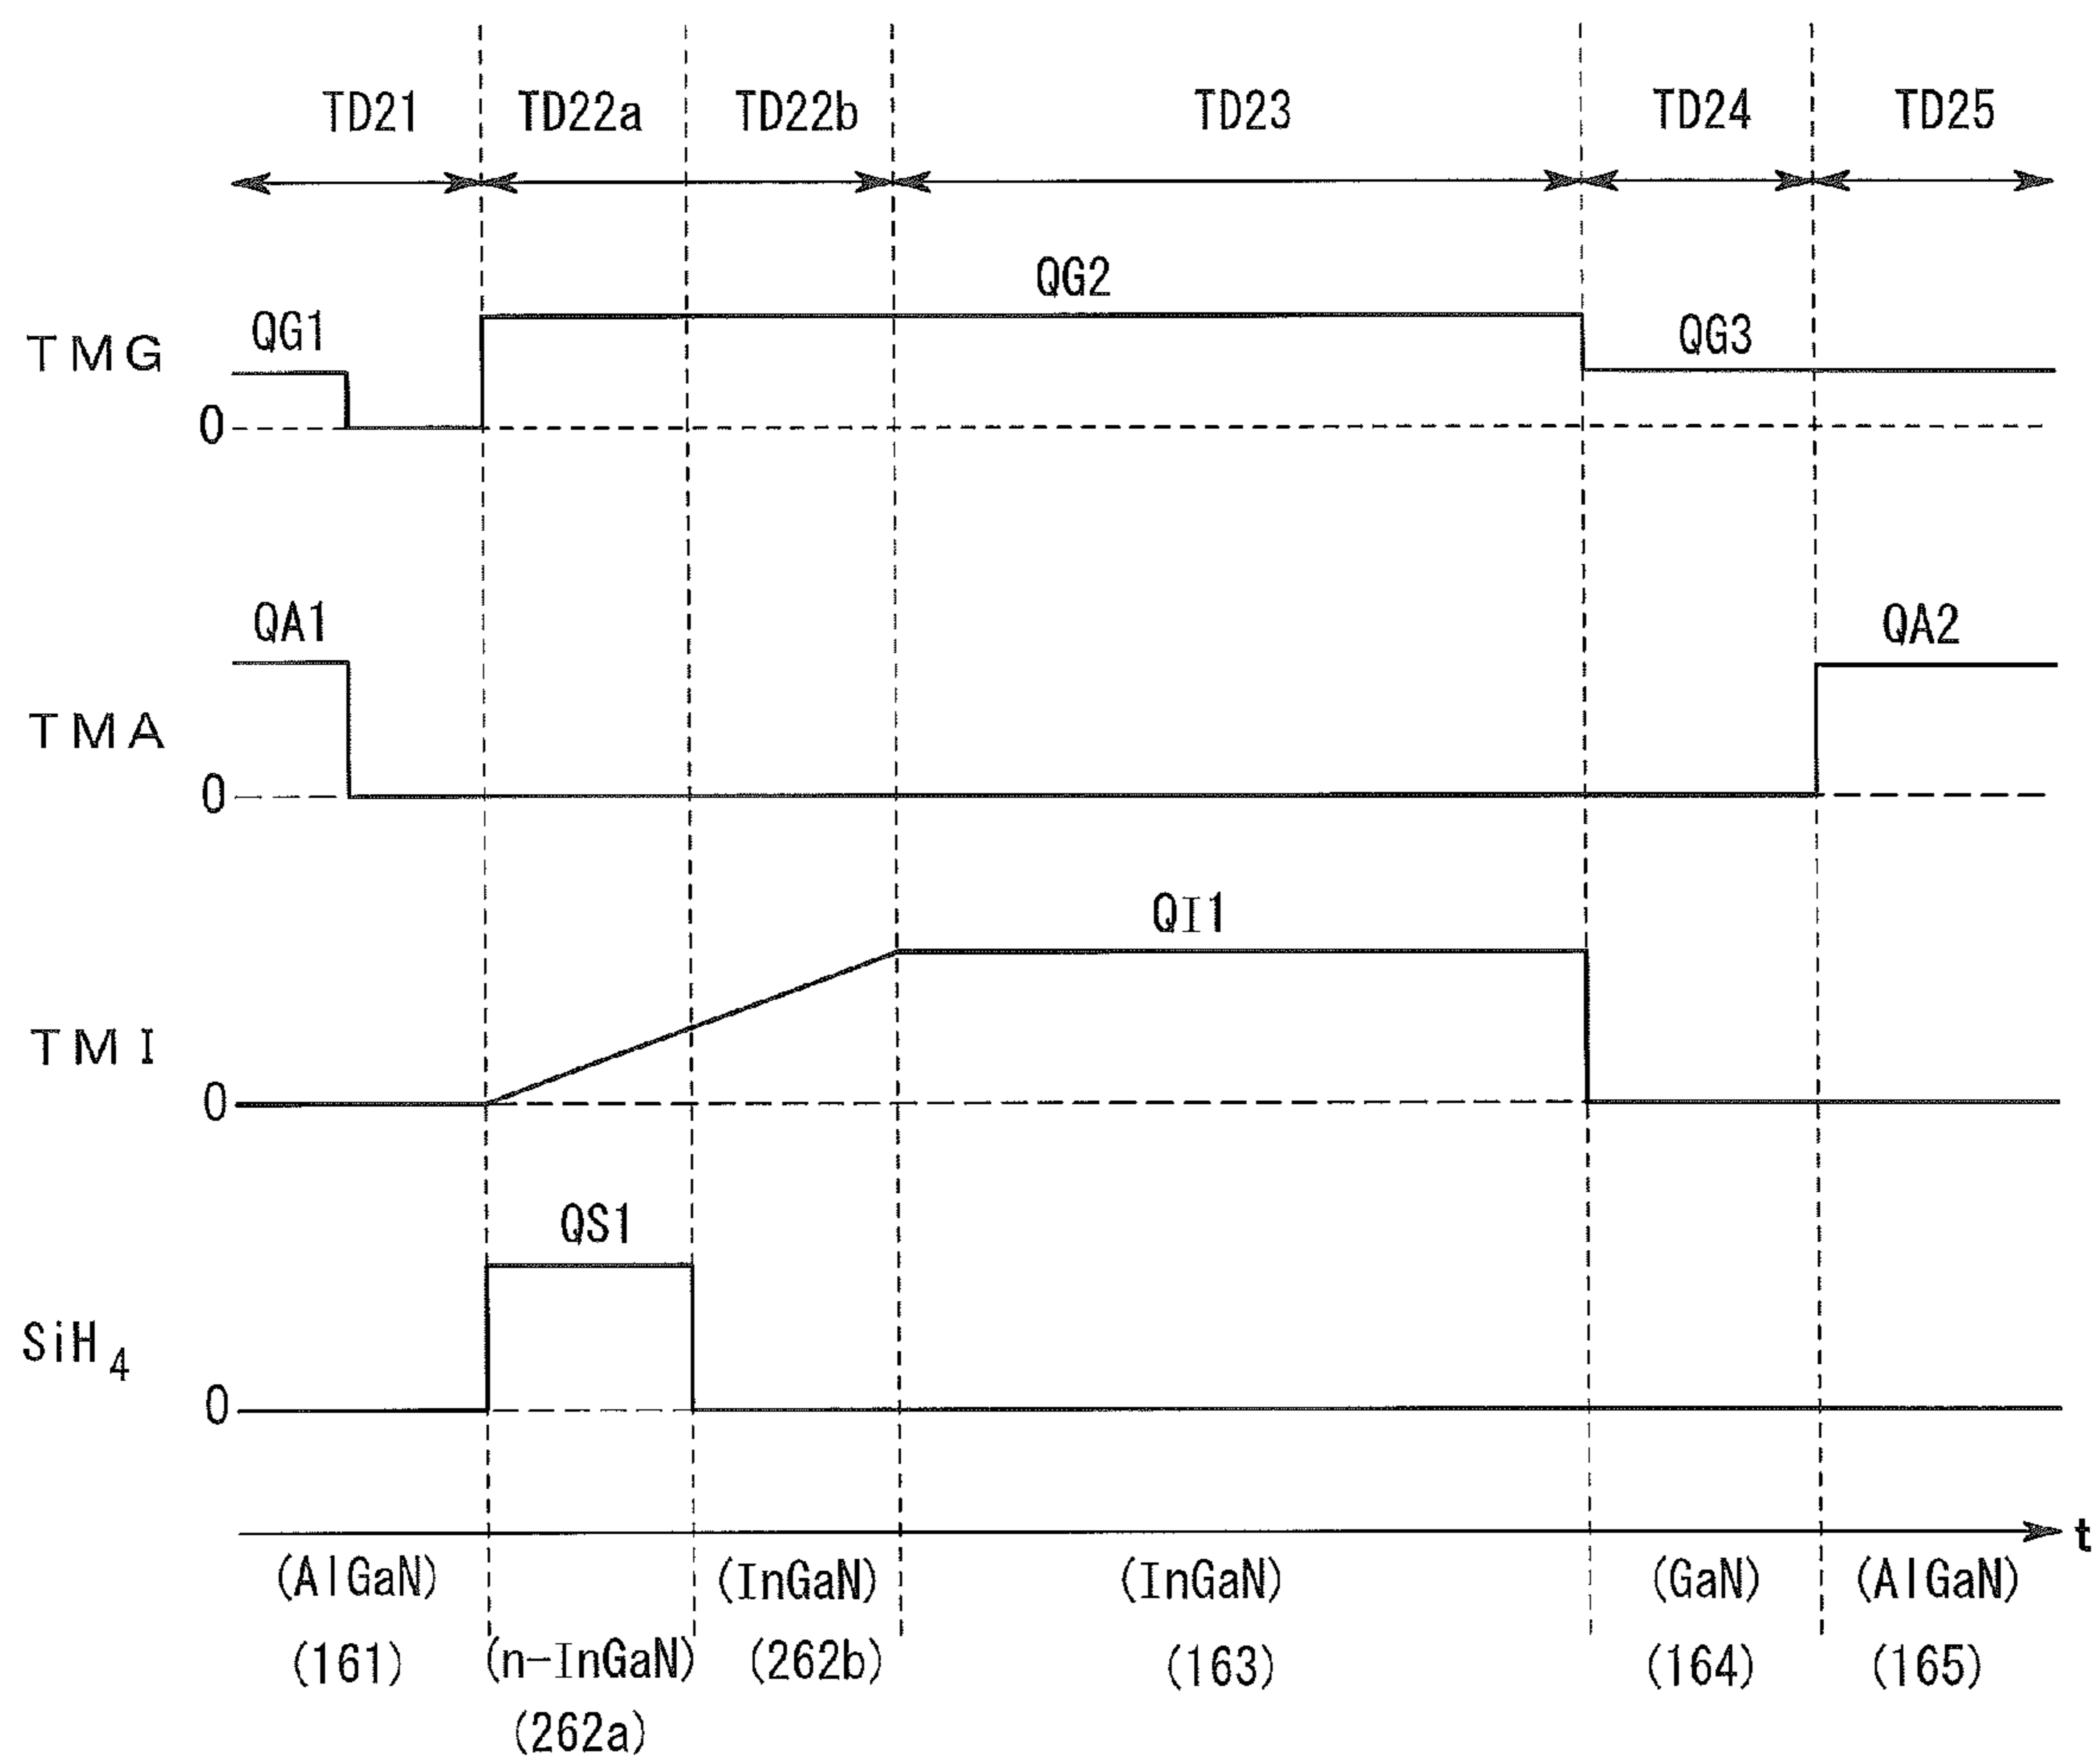 TD21 TD22a TD22b TD23 TD24 TD25
QG2
QG1 QG3
TMG
0
QA1 QA2
TMA
0
QI1
TMI
0
QS1
SiH4
0
t
(AlGaN) (InGaN) (InGaN) (GaN) (AlGaN)
(161) (n-InGaN) (262b) (163) (164) (165)
(262a)